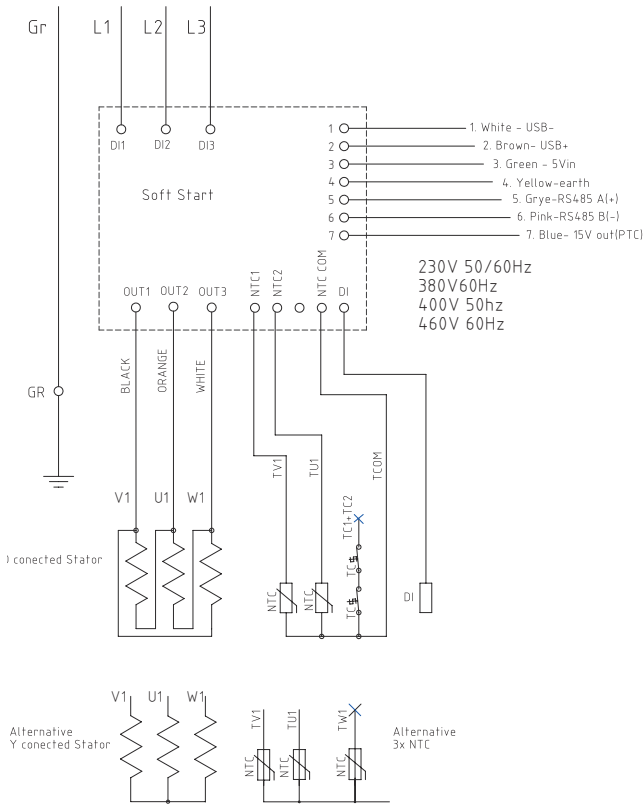 Gr L1 L2 L3
DI1 DI2 DI3
Soft Start
1 1. White - USB-
2 2. Brown- USB+
3 3. Green - 5Vin
4 4. Yellow-earth
5 5. Grye-RS485 A(+)
6 6. Pink-RS485 B(-)
7 7. Blue- 15V out(PTC)
230V 50/60Hz
380V60Hz
400V 50hz
460V 60Hz
OUT1 OUT2 OUT3 NTC1 NTC2 NTC COM DI
BLACK ORANGE WHITE
GR
TV1 TU1 TCOM
TC1+TC2
V1 U1 W1
) conected Stator
TC
TC
NTC NTC
DI
V1 U1 W1
TV1 TU1 TW1
Alternative
Y conected Stator
Alternative
3x NTC
NTC NTC NTC